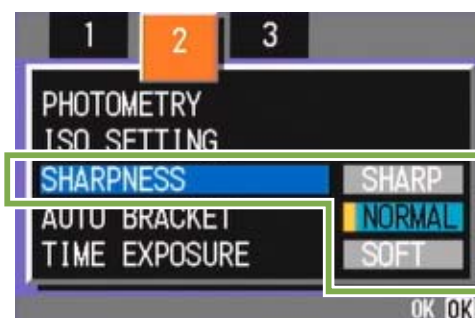 1 2 3
PHOTOMETRY
ISO SETTING
SHARPNESS SHARP
AUTO BRACKET NORMAL
TIME EXPOSURE SOFT
OK OK